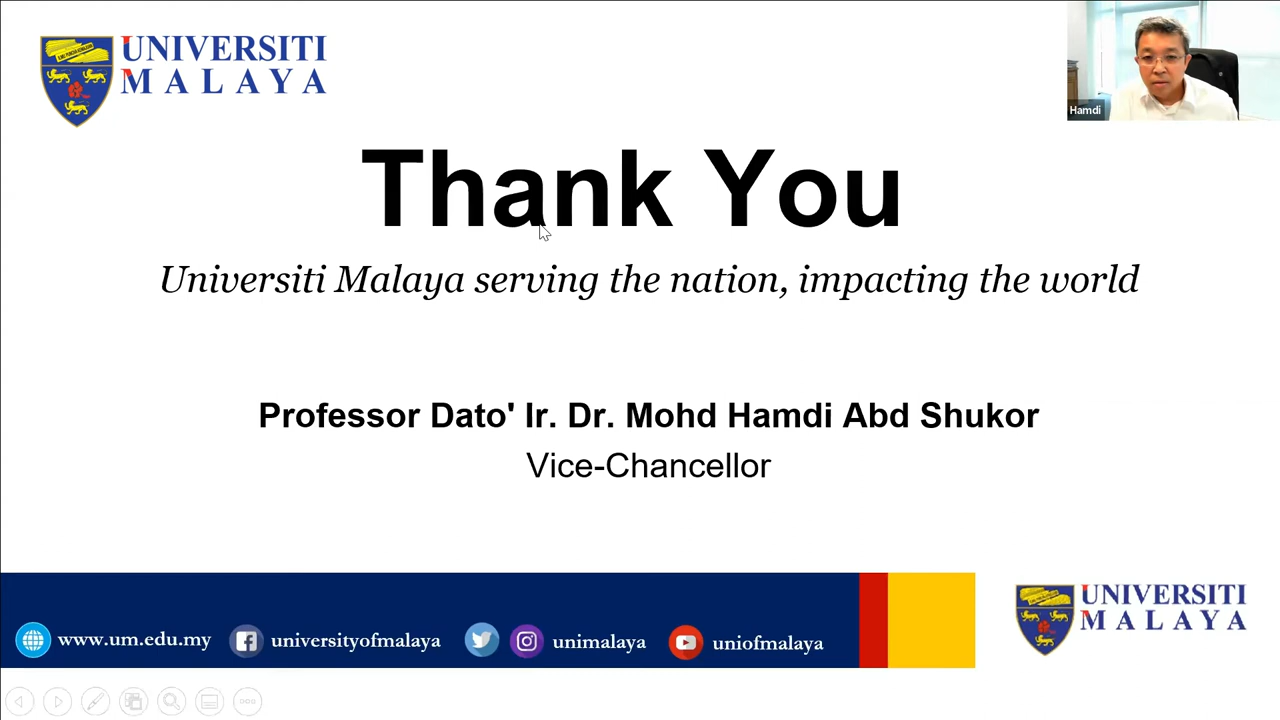 UNIVERSITI
MALAYA
Hamdi
Thank You
Universiti Malaya serving the nation, impacting the world
Professor Dato' Ir. Dr. Mohd Hamdi Abd Shukor
Vice-Chancellor
www.um.edu.my universityofmalaya unimalaya uniofmalaya
UNIVERSITI
MALAYA